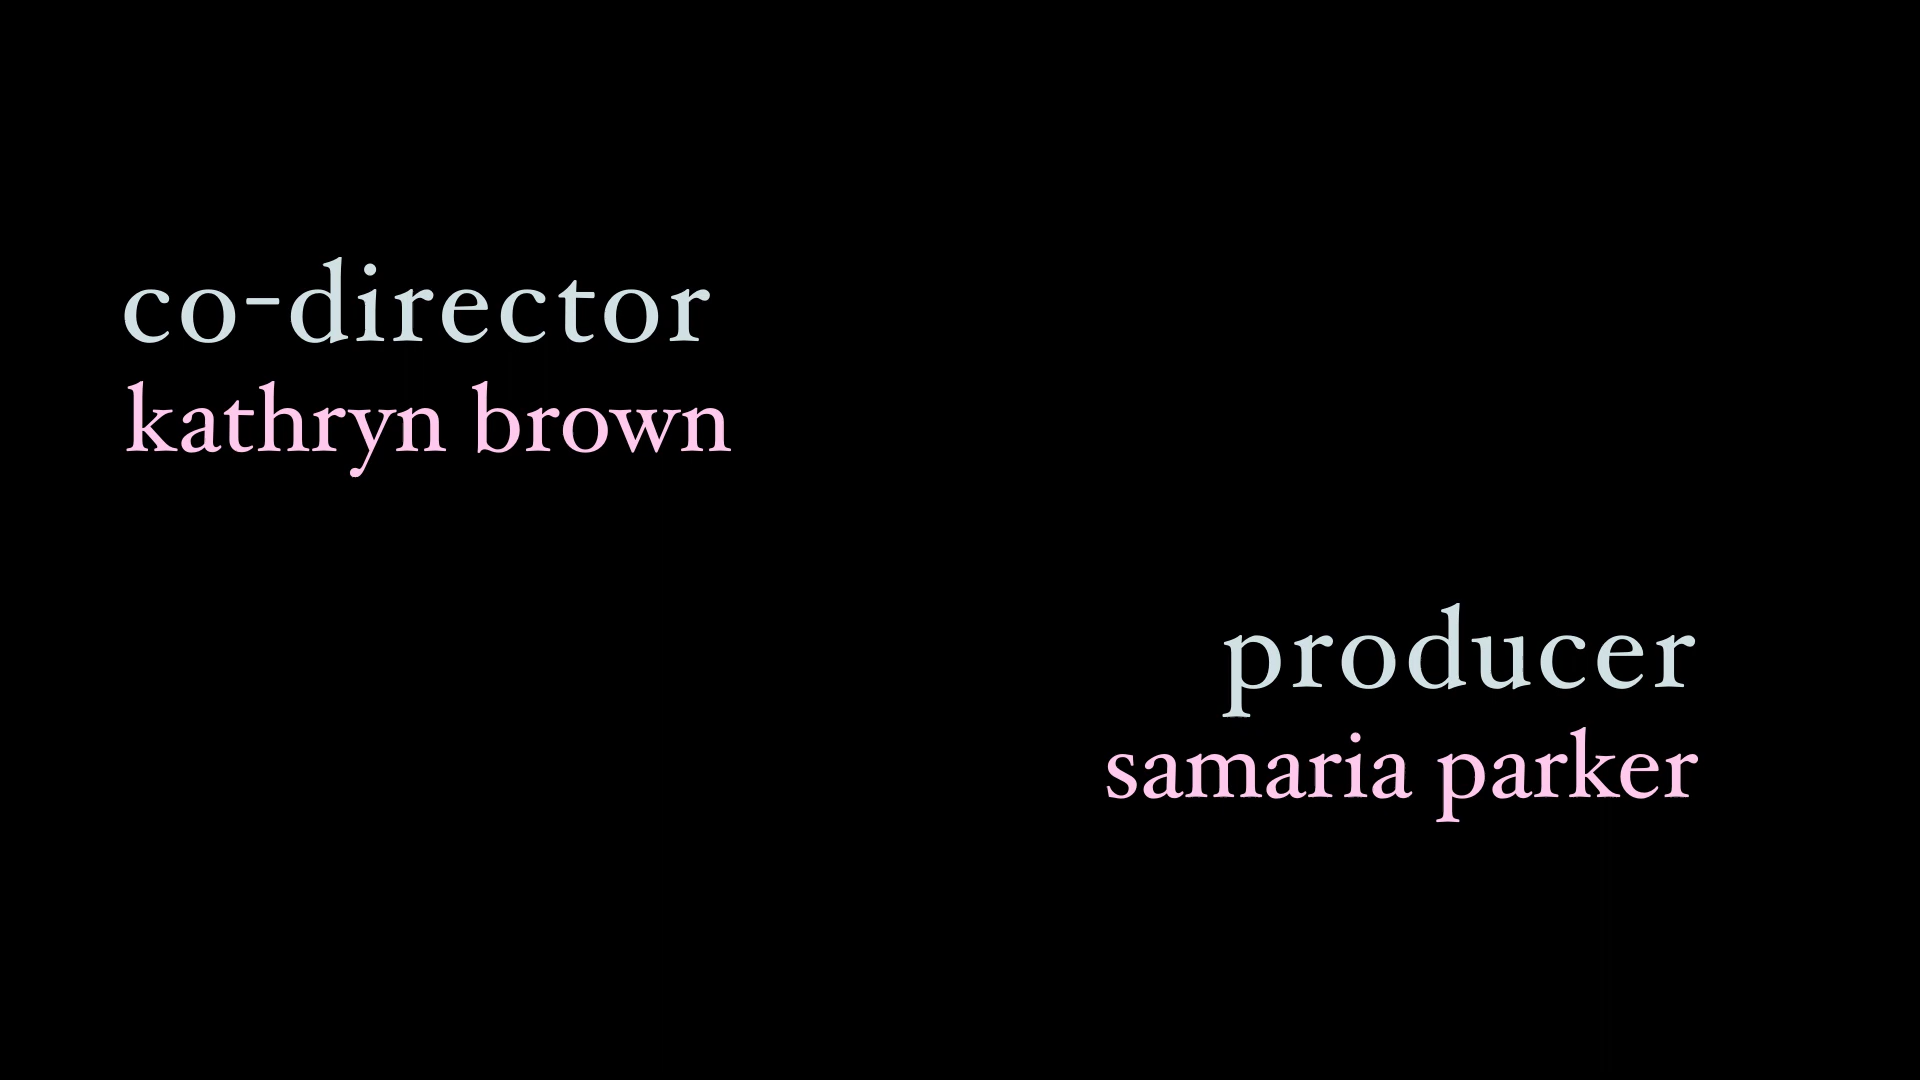 co-director
kathryn brown
producer
samaria parker